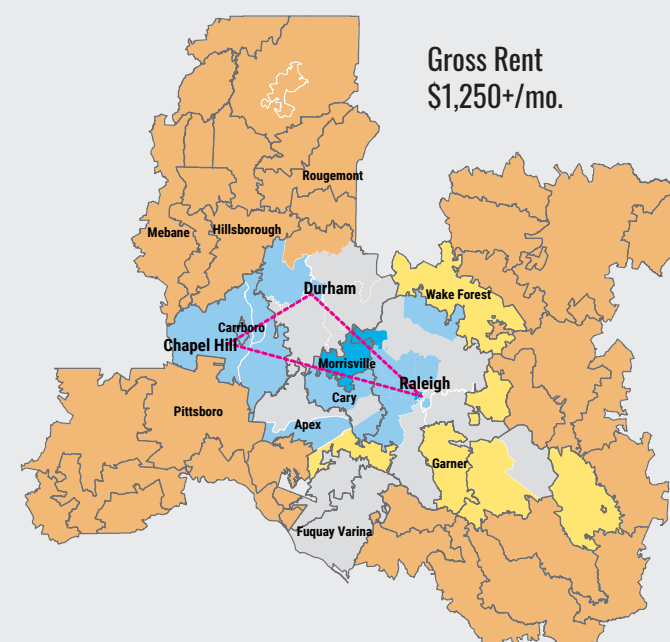 Gross Rent
$1,250+/mo.
Rougemont
Mebane
Hillsborough
Durham
Wake Forest
Carrboro
Chapel Hill
Morrisville
Raleigh
Cary
Pittsboro
Apex
Garner
Fuquay Varina